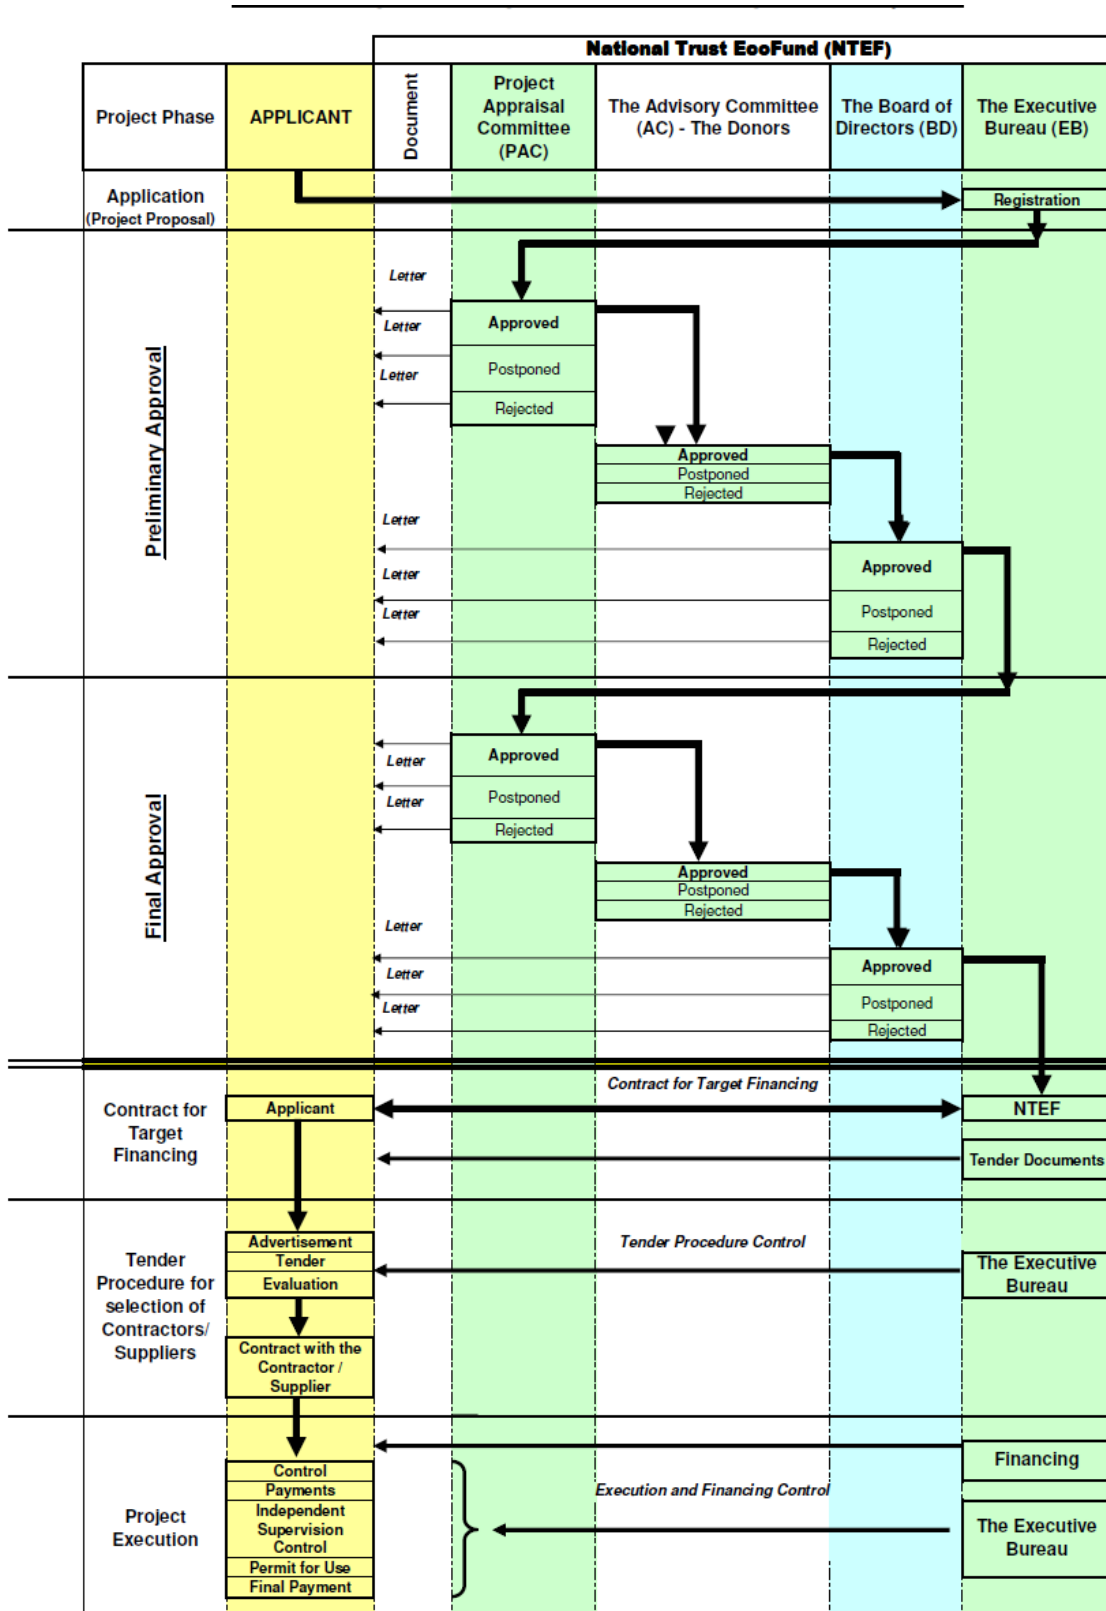 National Trust EooFund (NTEF)
Project Phase
APPLICANT
Document
Project
Appraisal
Committee
(PAC)
The Advisory Committee
(AC) - The Donors
The Board of
Directors (BD)
The Executive
Bureau (EB)
Application
(Project Proposal)
Registration
Preliminary Approval
Letter
Approved
Letter
Postponed
Letter
Rejected
Approved
Postponed
Rejected
Letter
Approved
Letter
Postponed
Letter
Rejected
Final Approval
Approved
Letter
Postponed
Letter
Rejected
Approved
Postponed
Rejected
Letter
Approved
Letter
Postponed
Letter
Rejected
Contract for
Target
Financing
Applicant
Contract for Target Financing
NTEF
Tender Documents
Tender
Procedure for
selection of
Contractors/
Suppliers
Advertisement
Tender
Evaluation
Tender Procedure Control
The Executive
Bureau
Contract with the
Contractor /
Supplier
Project
Execution
Control
Payments
Independent
Supervision
Control
Permit for Use
Final Payment
Execution and Financing Control
Financing
The Executive
Bureau